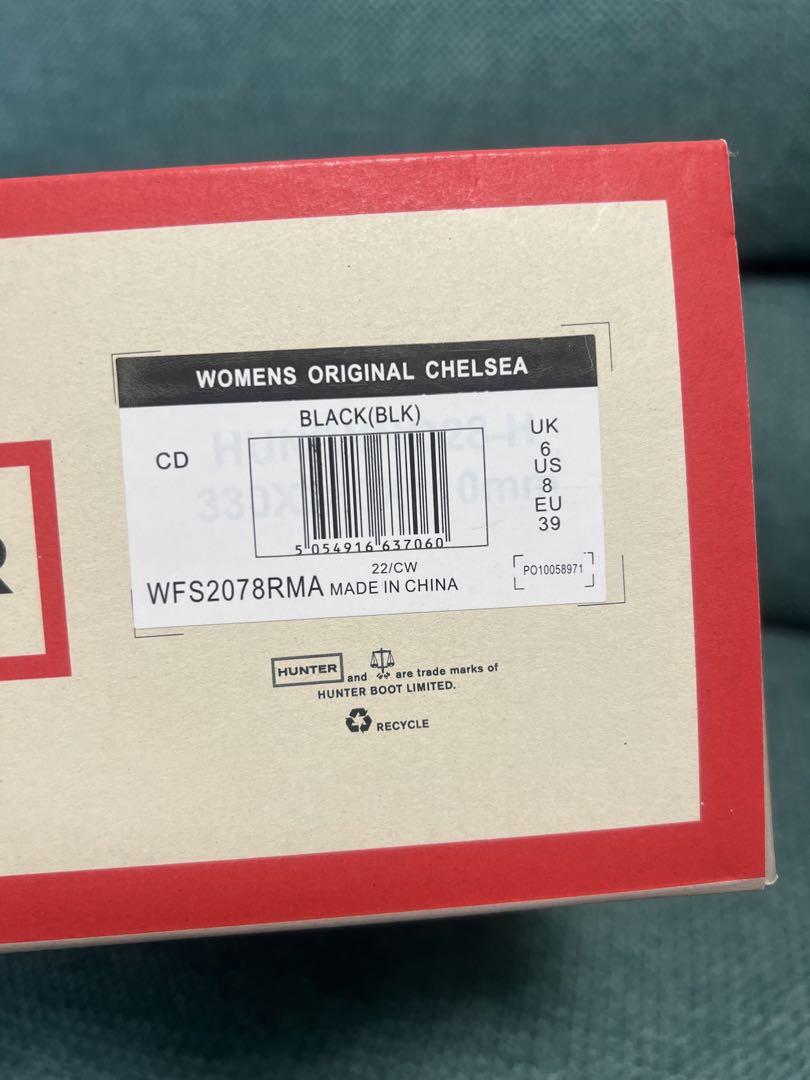 WOMENS ORIGINAL CHELSEA
BLACK(BLK)
CD
UK
6
US
8
EU
39
5 054916 637060
22/CW
WFS2078RMA MADE IN CHINA
PO10058971
HUNTER and are trade marks of
HUNTER BOOT LIMITED.
RECYCLE
R